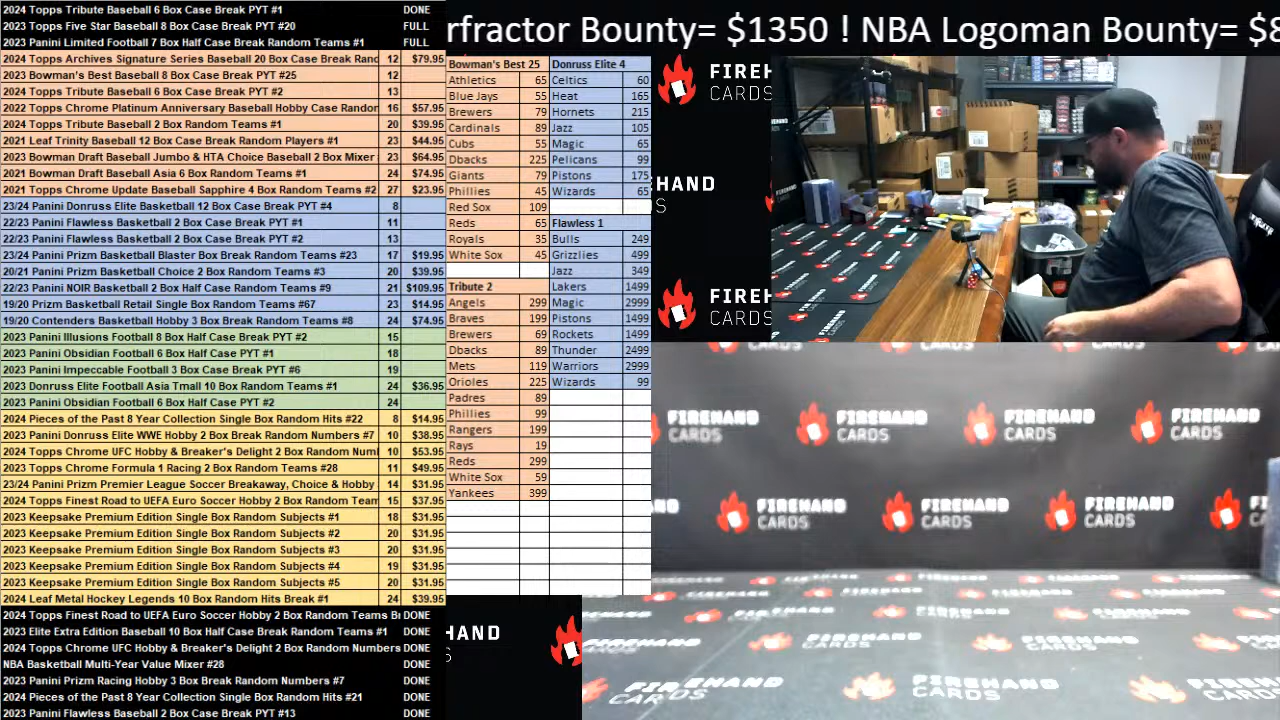 2024 Topps Tribute Baseball 6 Box Case Break PYT #1 DONE
2023 Topps Five Star Baseball 8 Box Case Break PYT #20 FULL
2023 Panini Limited Football 7 Box Half Case Break Random Teams #1 FULL
2024 Topps Archives Signature Series Baseball 20 Box Case Break Rand 12 $79.95
2023 Bowman's Best Baseball 8 Box Case Break PYT #25 12
2024 Topps Tribute Baseball 6 Box Case Break PYT #2 13
2022 Topps Chrome Platinum Anniversary Baseball Hobby Case Randor 16 $57.95
2024 Topps Tribute Baseball 2 Box Random Teams #1 20 $39.95
2021 Leaf Trinity Baseball 12 Box Case Break Random Players #1 23 $44.95
2023 Bowman Draft Baseball Jumbo & HTA Choice Baseball 2 Box Mixer 23 $64.95
2021 Bowman Draft Baseball Asia 6 Box Random Teams #1 24 $74.95
2021 Topps Chrome Update Baseball Sapphire 4 Box Random Teams #2 27 $23.95
23/24 Panini Donruss Elite Basketball 12 Box Case Break PYT #4 8
22/23 Panini Flawless Basketball 2 Box Case Break PYT #1 11
22/23 Panini Flawless Basketball 2 Box Case Break PYT #2 13
23/24 Panini Prizm Basketball Blaster Box Break Random Teams #23 17 $19.95
20/21 Panini Prizm Basketball Choice 2 Box Random Teams #3 20 $39.95
22/23 Panini NOIR Basketball 2 Box Half Case Break Random Teams #9 21 $109.95
19/20 Prizm Basketball Retail Single Box Random Teams #67 23 $14.95
19/20 Contenders Basketball Hobby 3 Box Break Random Teams #8 24 $74.95
2023 Panini Illusions Football 8 Box Half Case Break PYT #2 15
2023 Panini Obsidian Football 6 Box Half Case PYT #1 18
2023 Panini Impeccable Football 3 Box Case Break PYT #6 19
2023 Donruss Elite Football Asia Tmall 10 Box Random Teams #1 24 $36.95
2023 Panini Obsidian Football 6 Box Half Case PYT #2 24
2024 Pieces of the Past 8 Year Collection Single Box Random Hits #22 8 $14.95
2023 Panini Donruss Elite WWE Hobby 2 Box Break Random Numbers #7 10 $38.95
2024 Topps Chrome UFC Hobby & Breaker's Delight 2 Box Random Numl 10 $53.95
2023 Topps Chrome Formula 1 Racing 2 Box Random Teams #28 11 $49.95
23/24 Panini Prizm Premier League Soccer Breakaway, Choice & Hobby 14 $31.95
2024 Topps Finest Road to UEFA Euro Soccer Hobby 2 Box Random Team 15 $37.95
2023 Keepsake Premium Edition Single Box Random Subjects #1 18 $31.95
2023 Keepsake Premium Edition Single Box Random Subjects #2 20 $31.95
2023 Keepsake Premium Edition Single Box Random Subjects #3 20 $31.95
2023 Keepsake Premium Edition Single Box Random Subjects #4 19 $31.95
2023 Keepsake Premium Edition Single Box Random Subjects #5 20 $31.95
2024 Leaf Metal Hockey Legends 10 Box Random Hits Break #1 24 $39.95
2024 Topps Finest Road to UEFA Euro Soccer Hobby 2 Box Random Teams Br DONE
2023 Elite Extra Edition Baseball 10 Box Half Case Break Random Teams #1 DONE
2024 Topps Chrome UFC Hobby & Breaker's Delight 2 Box Random Numbers DONE
NBA Basketball Multi-Year Value Mixer #28 DONE
2023 Panini Prizm Racing Hobby 3 Box Break Random Numbers #7 DONE
2024 Pieces of the Past 8 Year Collection Single Box Random Hits #21 DONE
2023 Panini Flawless Baseball 2 Box Case Break PYT #13 DONE
rfractor Bounty= $1350 ! NBA Logoman Bounty= $8
Bowman's Best 25
Athletics 65
Blue Jays 55
Brewers 79
Cardinals 89
Cubs 55
Dbacks 225
Giants 79
Phillies 45
Red Sox 109
Reds 65
Royals 35
White Sox 45
Tribute 2
Angels 299
Braves 199
Brewers 69
Dbacks 89
Mets 119
Orioles 225
Padres 89
Phillies 99
Rangers 199
Rays 19
Reds 299
White Sox 59
Yankees 399
Donruss Elite 4
Celtics 60
Heat 165
Hornets 215
Jazz 105
Magic 65
Pelicans 99
Pistons 175
Wizards 65
Flawless 1
Bulls 249
Grizzlies 499
Jazz 349
Lakers 1499
Magic 2999
Pistons 1499
Rockets 1499
Thunder 2499
Warriors 2999
Wizards 99
FIREH
CARDS
HAND
S
FIREH
CARDS
HAND
FIREHAND
CARDS
FIREHAND
CARDS
FIREHAND
CARDS
FIREHAND
CARDS
FIREHAND
CARDS
FIREHAND
CARDS
FIREHAND
CARDS